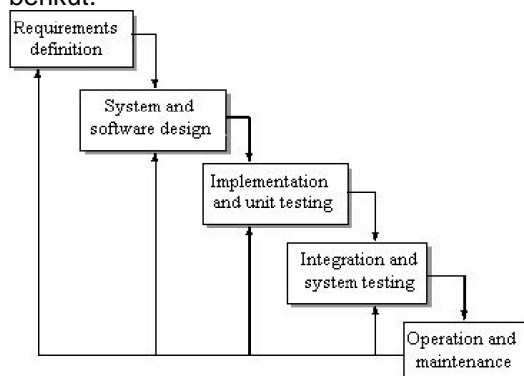 berikut:
Requirements
definition
System and
software design
Implementation
and unit testing
Integration and
system testing
Operation and
maintenance